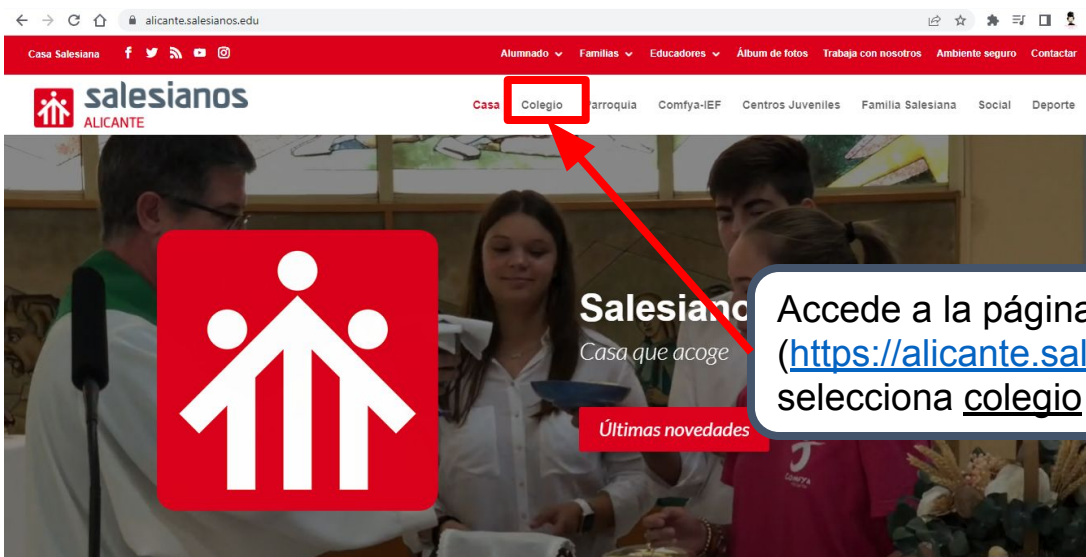 alicante.salesianos.edu
Casa Salesiana Alumnado Familias Educadores Álbum de fotos Trabaja con nosotros Ambiente seguro Contactar
salesianos
ALICANTE
Casa Colegio Parroquia Comfya-IEF Centros Juveniles Familia Salesiana Social Deporte
Salesiano
Casa que acoge
Últimas novedades
Accede a la página
(https://alicante.sal
selecciona colegio
Comfya